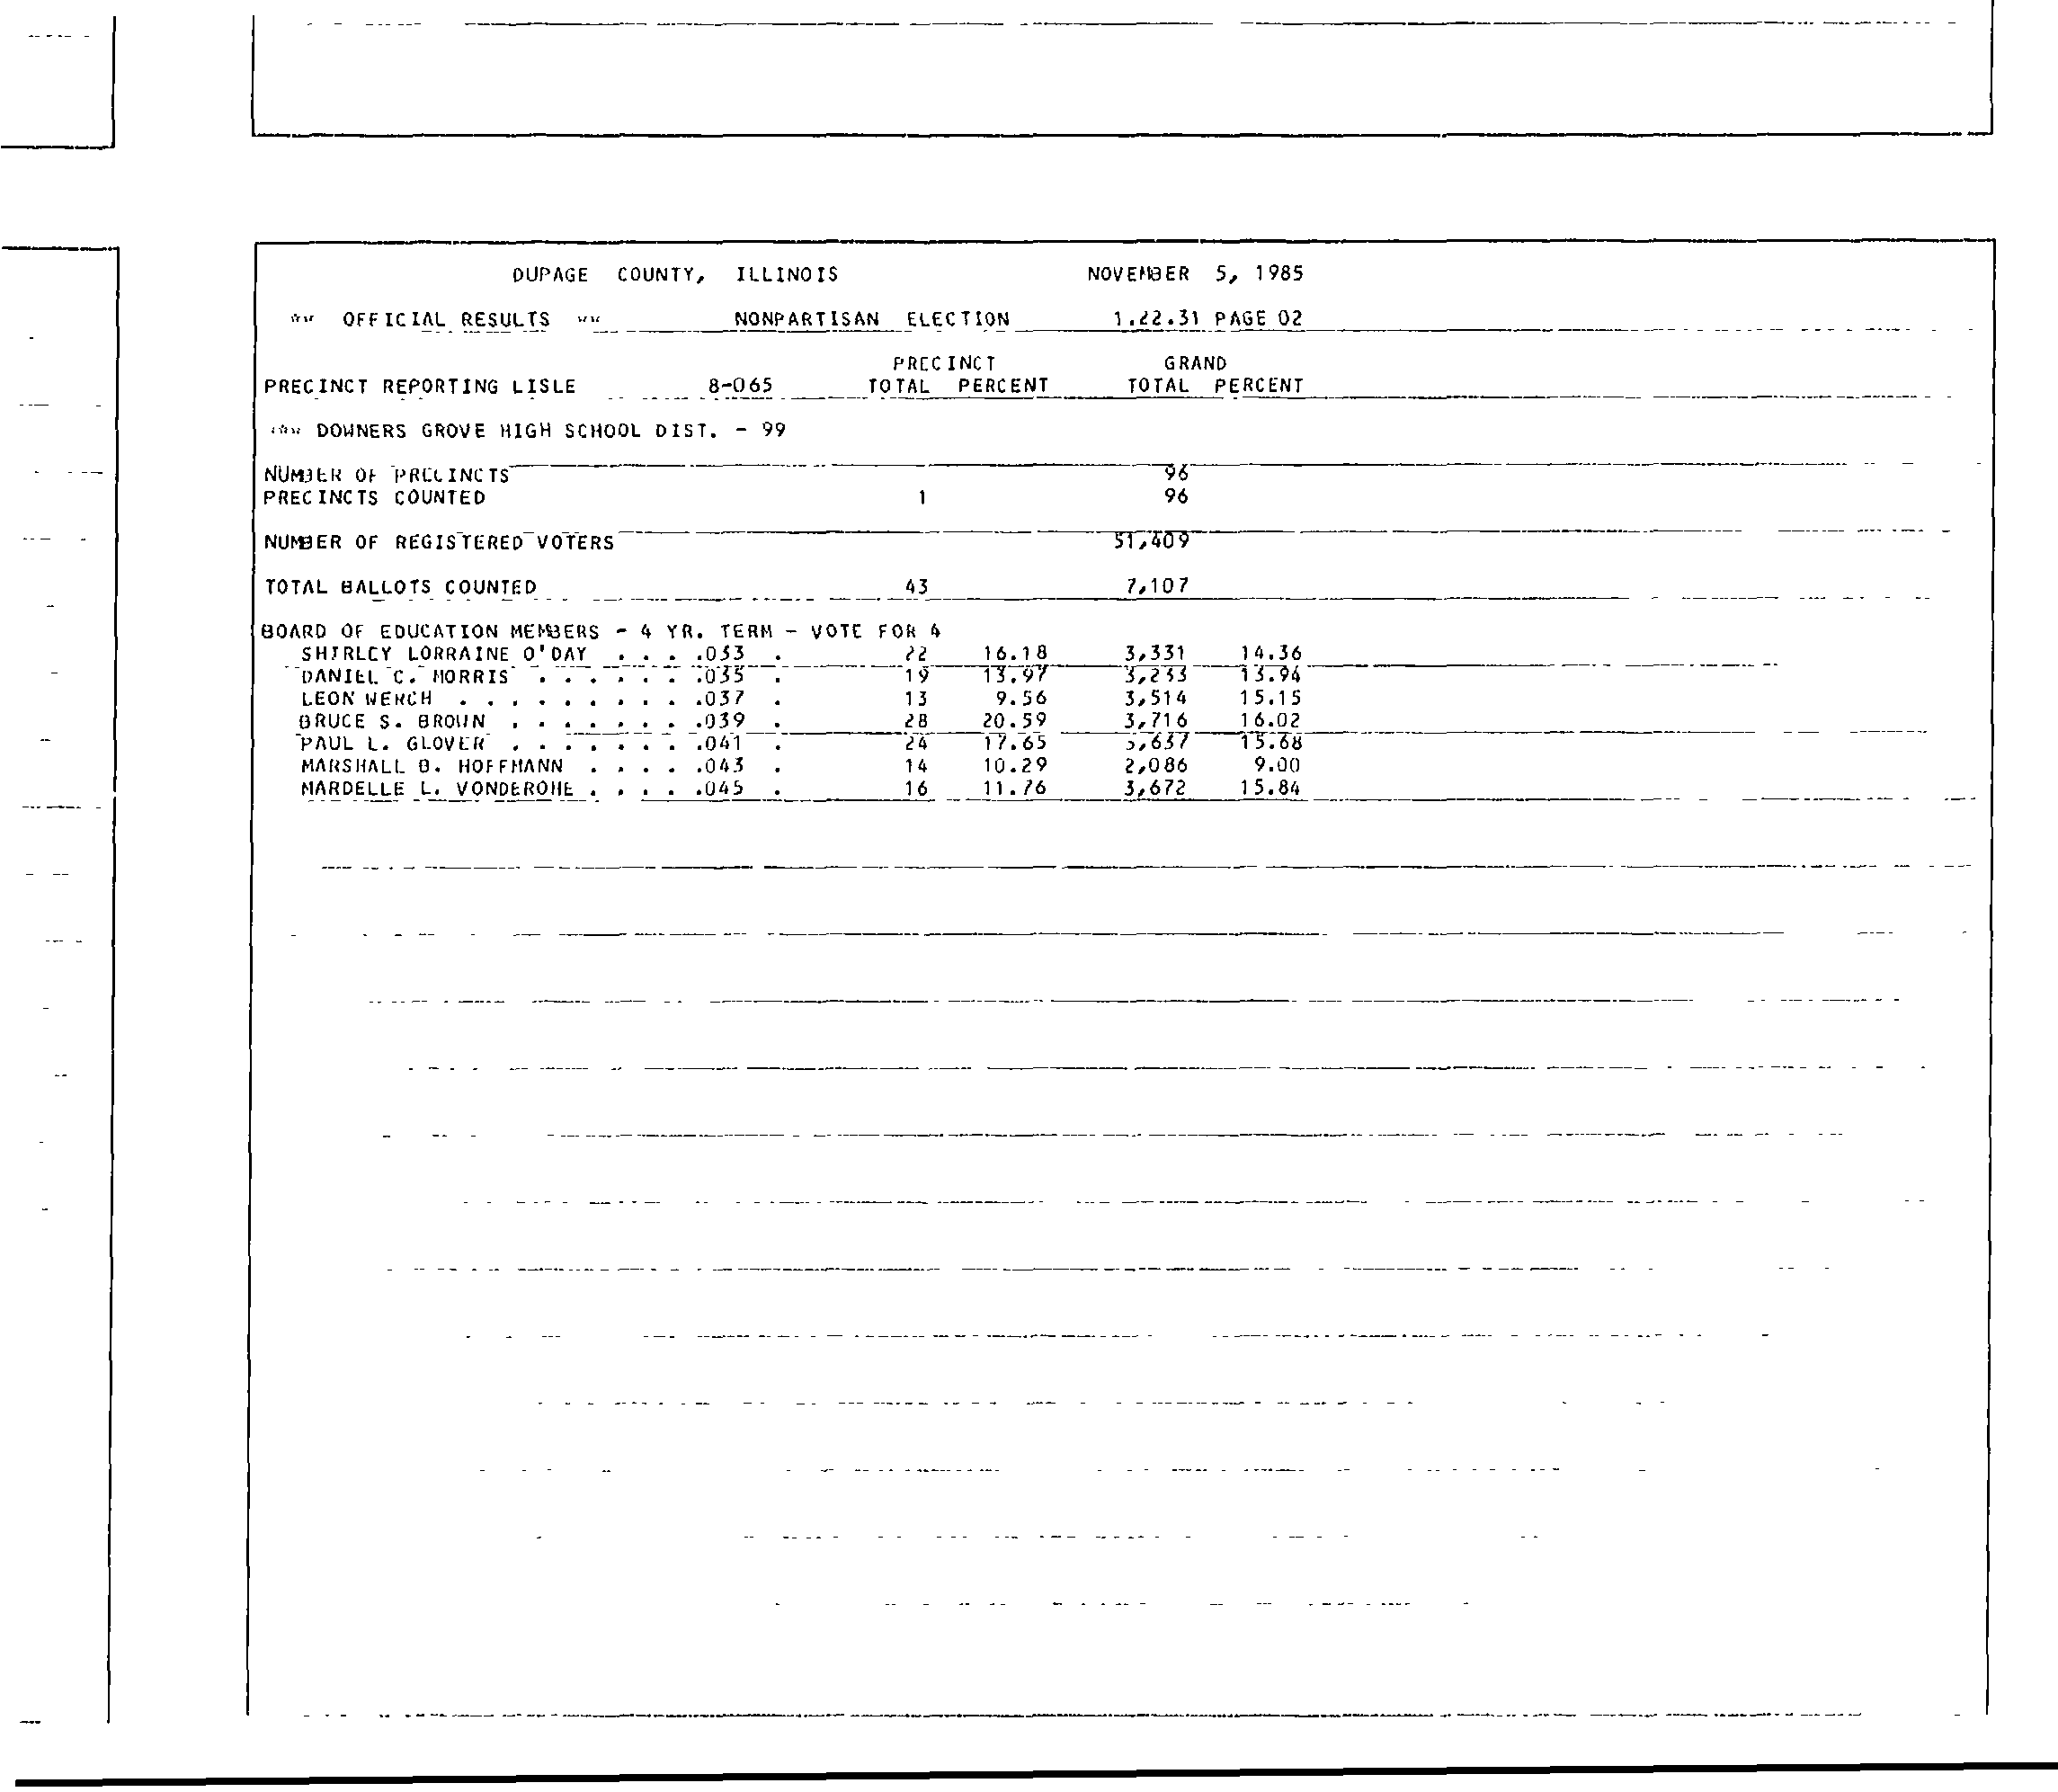 DUPAGE COUNTY, ILLINOIS NOVEMBER 5, 1985
** OFFICIAL RESULTS ** NONPARTISAN ELECTION 1.22.31 PAGE 02
PRECINCT GRAND
PRECINCT REPORTING LISLE 8-065 TOTAL PERCENT TOTAL PERCENT
*** DOWNERS GROVE HIGH SCHOOL DIST. - 99
NUMBER OF PRECINCTS 96
PRECINCTS COUNTED 1 96
NUMBER OF REGISTERED VOTERS 51,409
TOTAL BALLOTS COUNTED 43 7,107
BOARD OF EDUCATION MEMBERS - 4 YR. TERM - VOTE FOR 4
SHIRLEY LORRAINE O'DAY . . . .033 . 22 16.18 3,331 14.36
DANIEL C. MORRIS . . . . . . .035 . 19 13.97 3,233 13.94
LEON WERCH . . . . . . . . . .037 . 13 9.56 3,514 15.15
BRUCE S. BROWN . . . . . . . .039 . 28 20.59 3,716 16.02
PAUL L. GLOVER . . . . . . . .041 . 24 17.65 3,637 15.68
MARSHALL B. HOFFMANN . . . . .043 . 14 10.29 2,086 9.00
MARDELLE L. VONDEROHE . . . . .045 . 16 11.76 3,672 15.84